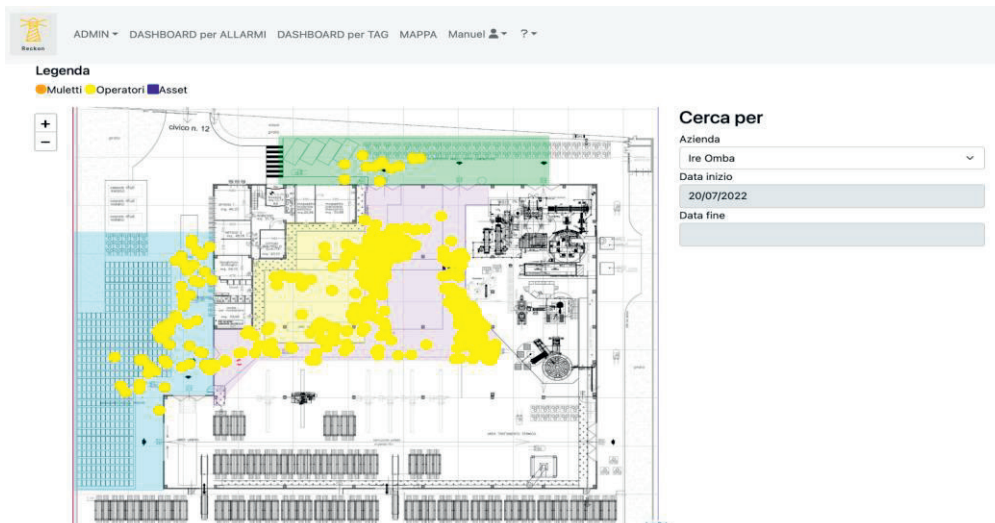 Reckon
ADMIN DASHBOARD per ALLARMI DASHBOARD per TAG MAPPA Manuel ?
Legenda
Muletti Operatori Asset
+
−
civico n. 12
Cerca per
Azienda
Ire Omba
Data inizio
20/07/2022
Data fine